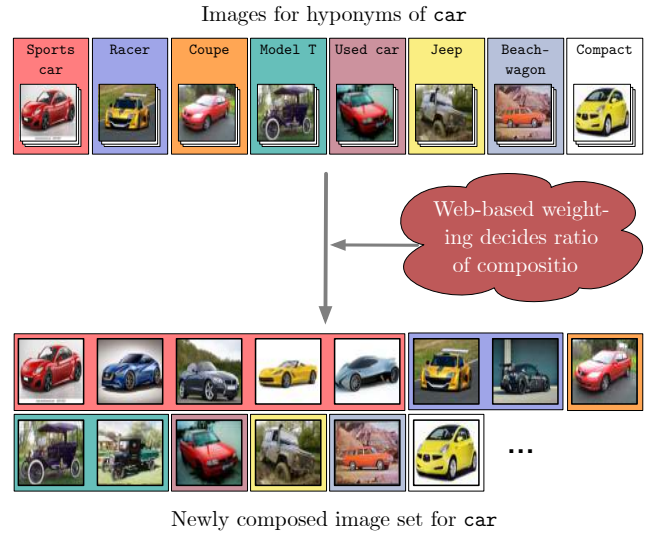 Images for hyponyms of car
Sports
car
Racer
Coupe
Model T
Used car
Jeep
Beach-
wagon
Compact
Web-based weight-
ing decides ratio
of compositio
...
Newly composed image set for car